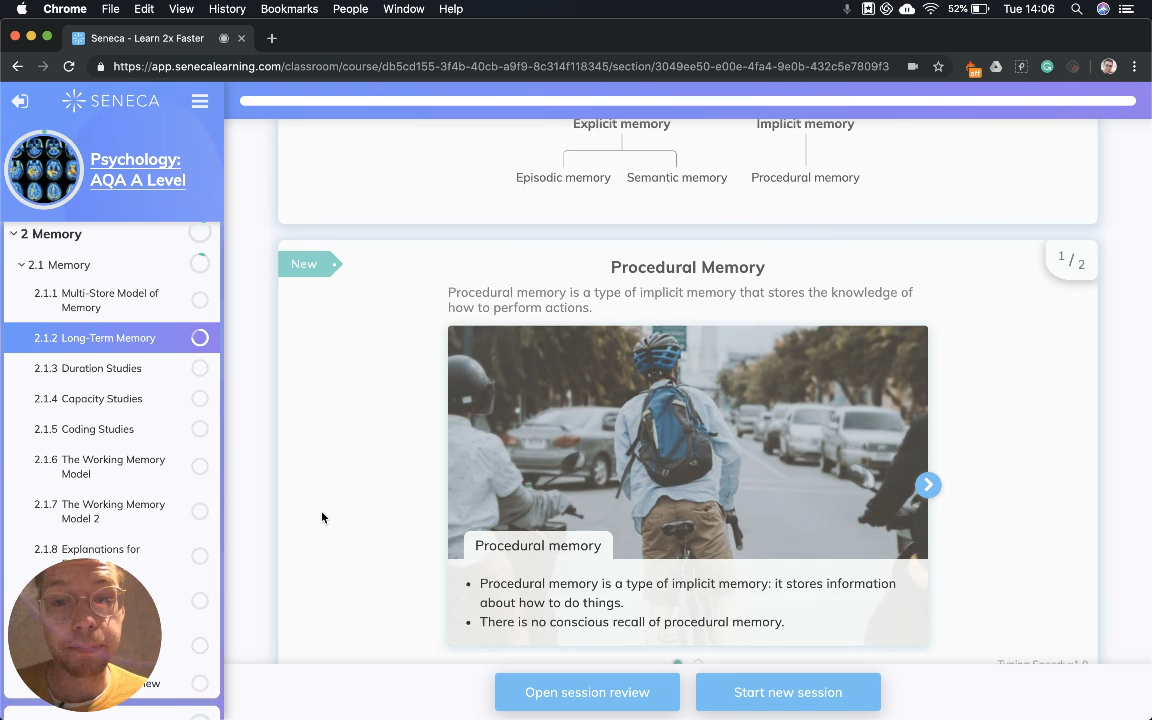 Chrome File Edit View History Bookmarks People Window Help 52% Tue 14:06
Seneca - Learn 2x Faster
https://app.senecalearning.com/classroom/course/db5cd155-3f4b-40cb-a9f9-8c314f118345/section/3049ee50-e00e-4fa4-9e0b-432c5e7809f3
off
SENECA
Psychology:
AQA A Level
2 Memory
2.1 Memory
2.1.1 Multi-Store Model of
Memory
2.1.2 Long-Term Memory
2.1.3 Duration Studies
2.1.4 Capacity Studies
2.1.5 Coding Studies
2.1.6 The Working Memory
Model
2.1.7 The Working Memory
Model 2
2.1.8 Explanations for
Explicit memory Implicit memory
Episodic memory Semantic memory Procedural memory
New
Procedural Memory
1/2
Procedural memory is a type of implicit memory that stores the knowledge of
how to perform actions.
Procedural memory
• Procedural memory is a type of implicit memory: it stores information
about how to do things.
• There is no conscious recall of procedural memory.
Open session review Start new session